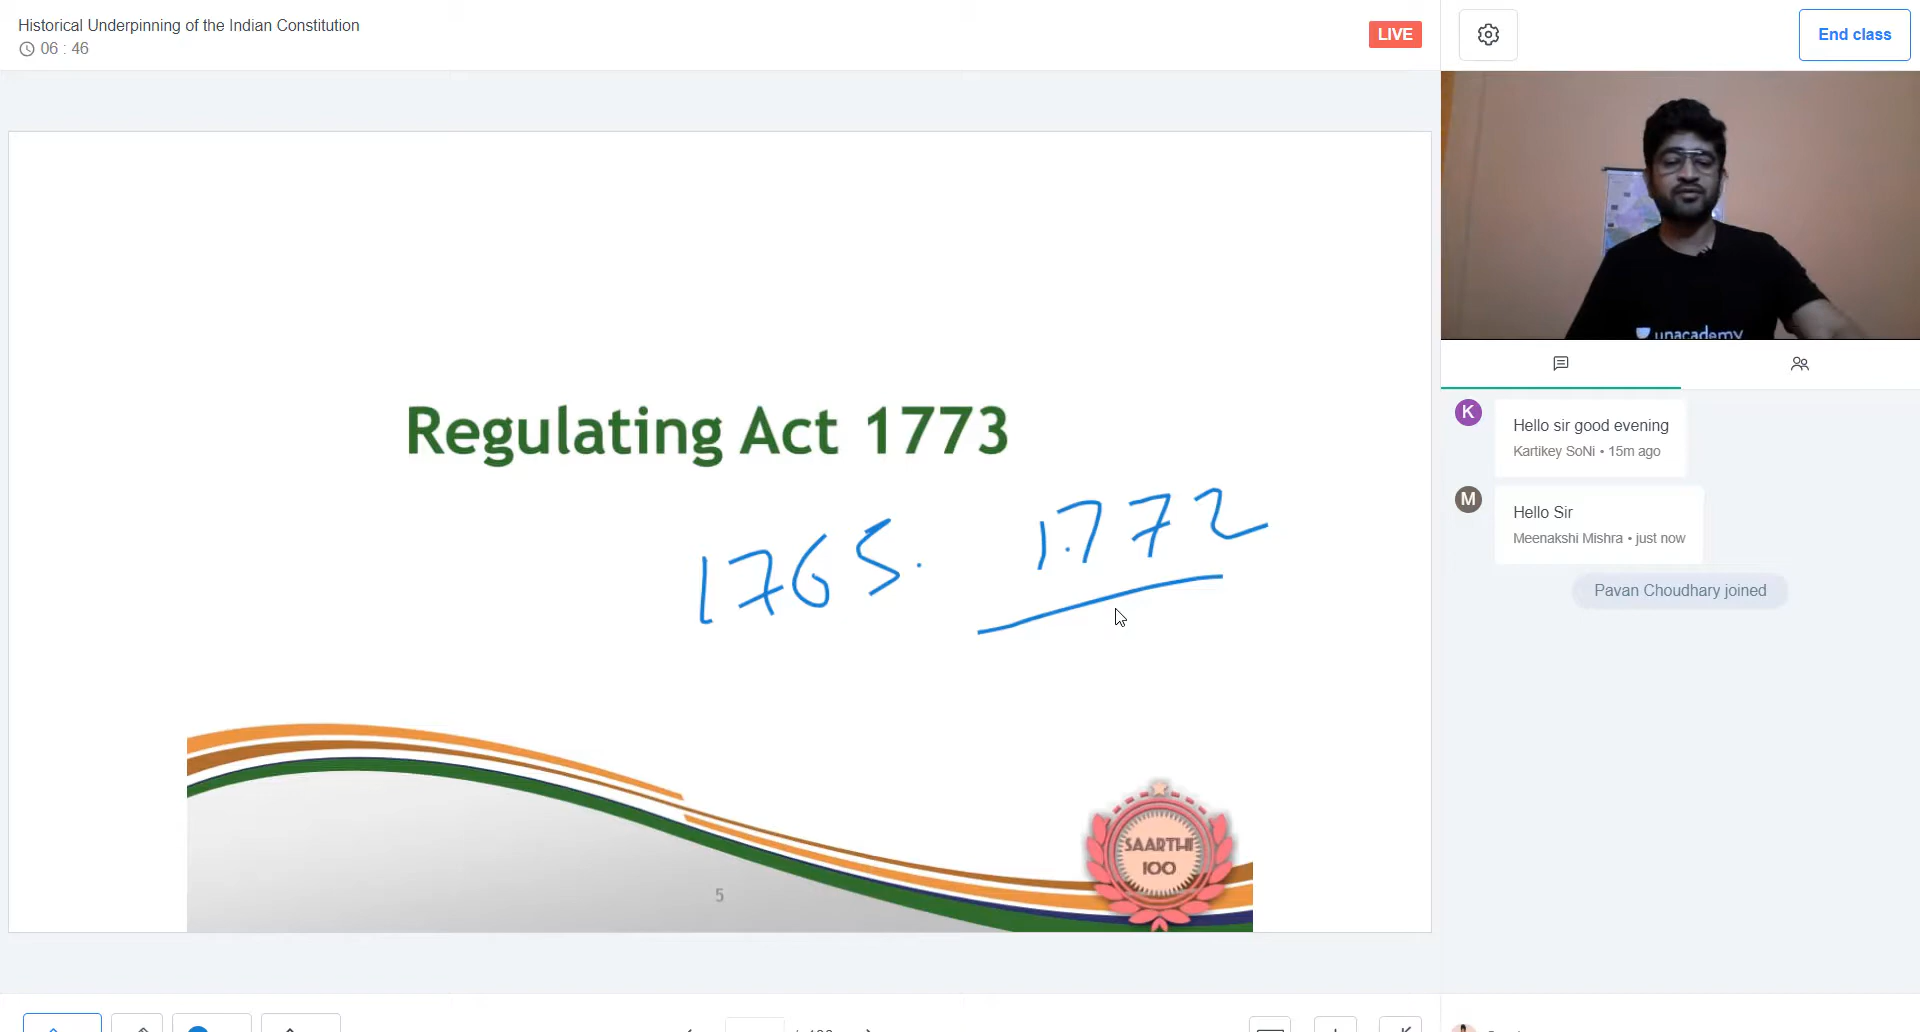 Historical Underpinning of the Indian Constitution
06 : 46
LIVE
End class
Regulating Act 1773
1765. 1772
SAARTHI
100
5
unacademy
K
Hello sir good evening
Kartikey SoNi • 15m ago
M
Hello Sir
Meenakshi Mishra • just now
Pavan Choudhary joined